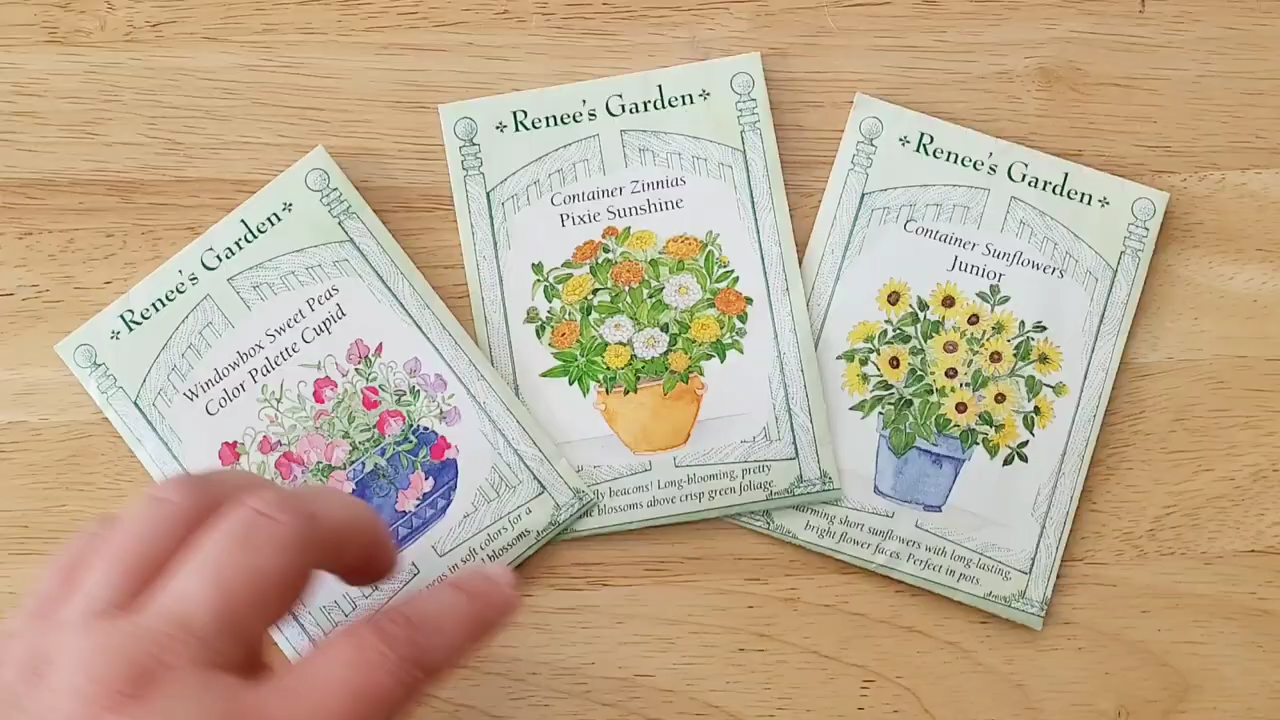 Renee's Garden
Windowbox Sweet Peas
Color Palette Cupid
peas in soft colors for a
blossoms
Renee's Garden
Container Zinnias
Pixie Sunshine
beacons! Long-blooming, pretty
blossoms above crisp green foliage.
Renee's Garden
Container Sunflowers
Junior
short sunflowers with long-lasting,
bright flower faces. Perfect in pots.